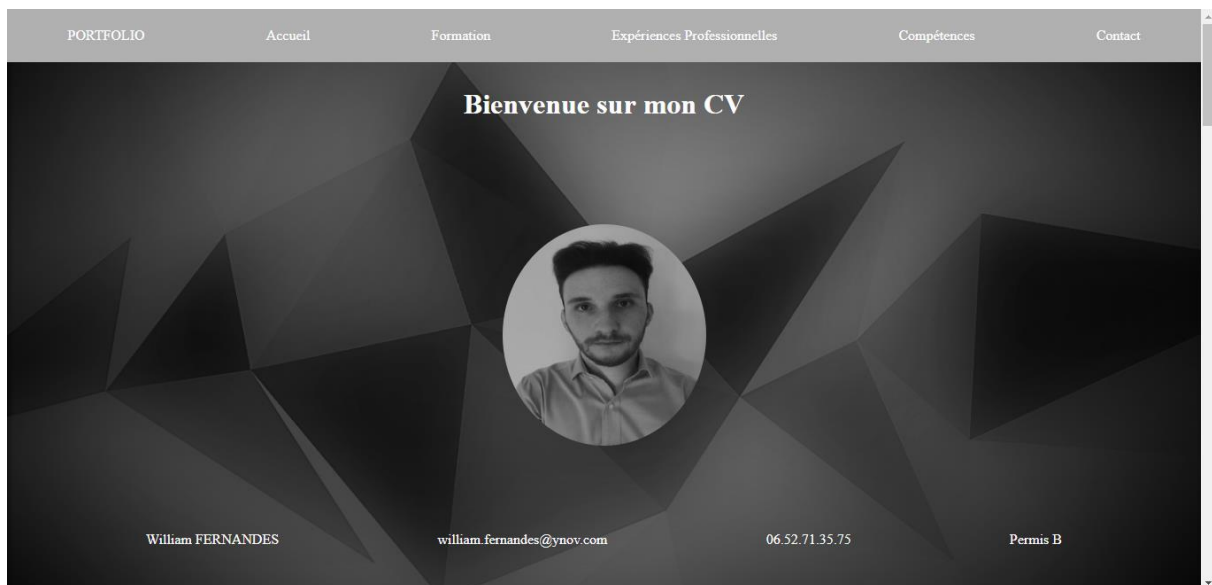 PORTFOLIO Accueil Formation Expériences Professionnelles Compétences Contact
Bienvenue sur mon CV
William FERNANDES william.fernandes@ynov.com 06.52.71.35.75 Permis B